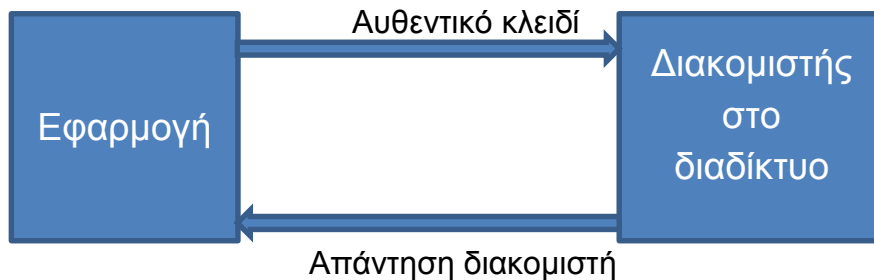 Αυθεντικό κλειδί
Εφαρμογή
Διακομιστής
στο
διαδίκτυο
Απάντηση διακομιστή